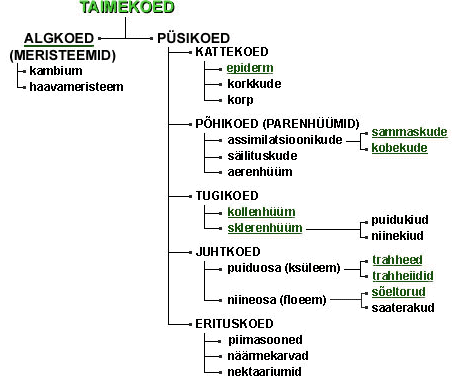 TAIMEKOED
ALGKOED
(MERISTEEMID)
kambium
haavameristeem
PÜSIKOED
KATTEKOED
epiderm
korkkude
korp
PÕHIKOED (PARENHÜÜMID)
assimilatsioonikude
sammaskude
kobekude
säilituskude
aerenhüüm
TUGIKOED
kollenhüüm
sklerenhüüm
puidukiud
niinekiud
JUHTKOED
puiduosa (ksüleem)
trahheed
trahheiidid
niineosa (floeem)
sõeltorud
saaterakud
ERITUSKOED
piimasooned
näärmekarvad
nektaariumid